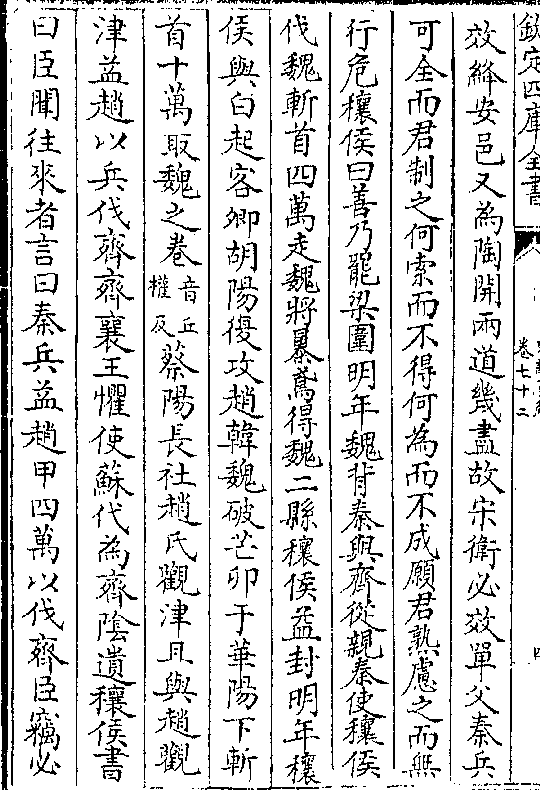 欽定四庫全書
卷七十二
效絳安邑又為陶開兩道幾盡故宋衛必效單父秦兵
可全而君制之何索而不得何為而不成願君熟慮之而無
行危穰侯曰善乃罷梁圍明年魏背秦與齊從親秦使穰侯
伐魏斬首四萬走魏將暴鳶得魏三縣穰侯益封明年穰
侯與白起客卿胡陽復攻趙韓魏破芒卯于華陽下斬
首十萬取魏之卷音丘權反蔡陽長社趙氏觀津且與趙觀
津益趙以兵伐齊齊襄王懼使蘇代為齊陰遺穰侯書
曰臣聞往來者言曰秦兵益趙甲四萬以伐齊臣竊必